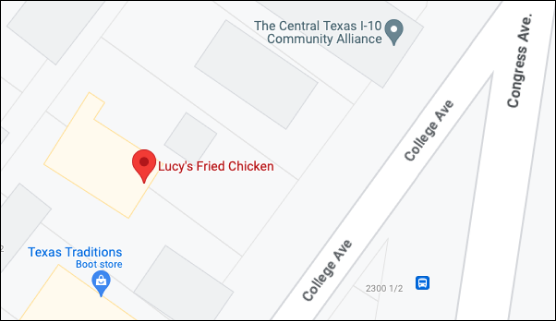 The Central Texas I-10
Community Alliance
Congress Ave.
College Ave
Lucy's Fried Chicken
Texas Traditions
Boot store
College Ave
2300 1/2
2